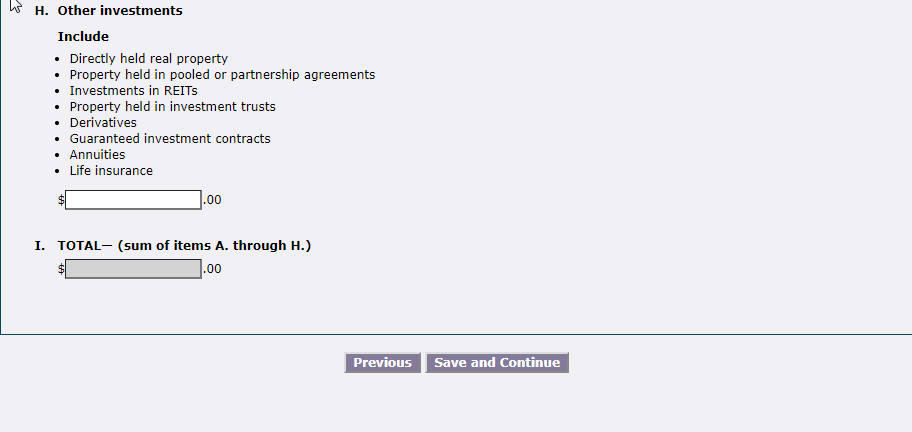 H. Other investments
Include
• Directly held real property
• Property held in pooled or partnership agreements
• Investments in REITs
• Property held in investment trusts
• Derivatives
• Guaranteed investment contracts
• Annuities
• Life insurance
$ .00
I. TOTAL— (sum of items A. through H.)
$ .00
Previous Save and Continue